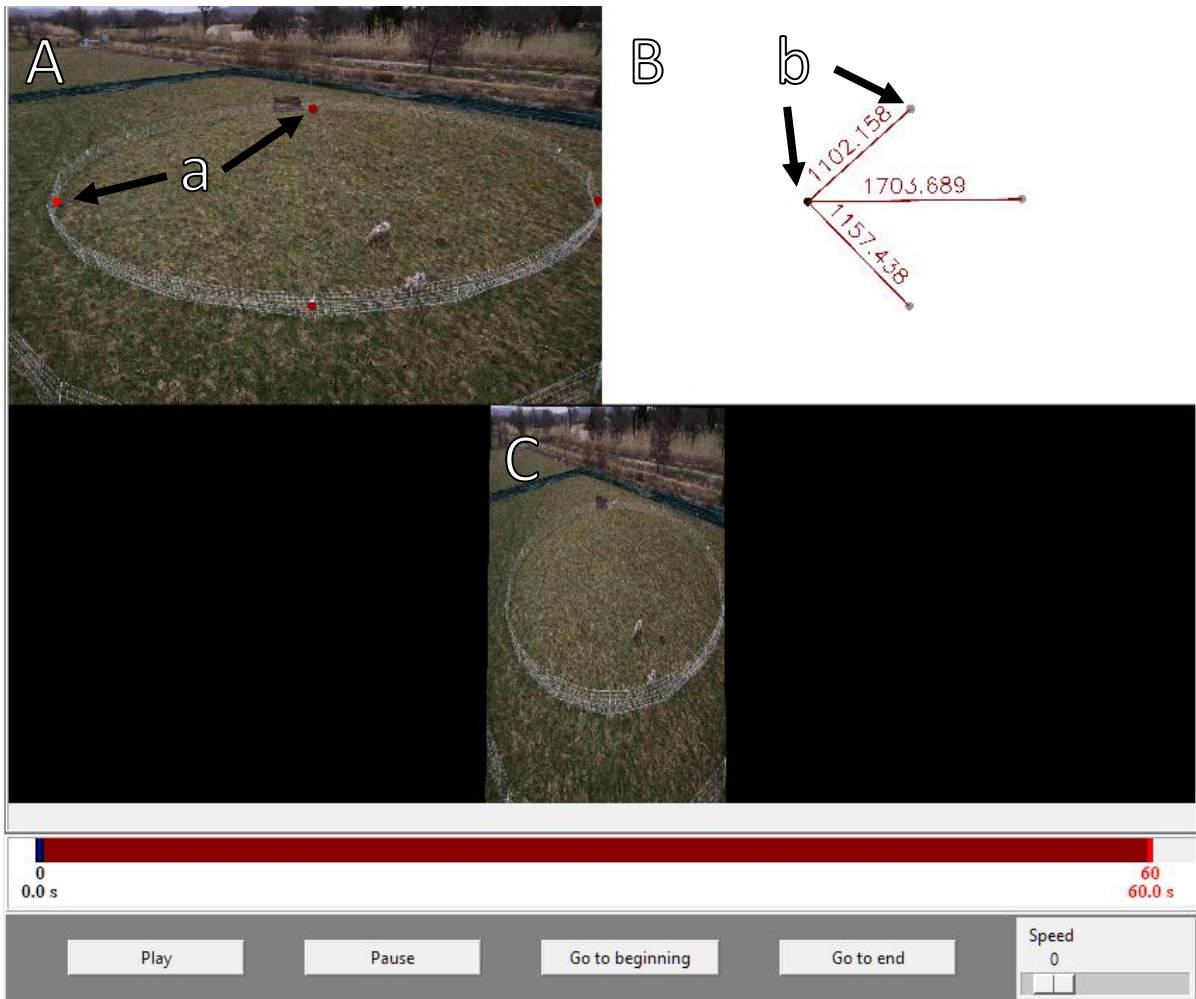 A
a
B
b
1102.158
1703.689
1157.438
C
0
0.0 s
60
60.0 s
Play
Pause
Go to beginning
Go to end
Speed
0